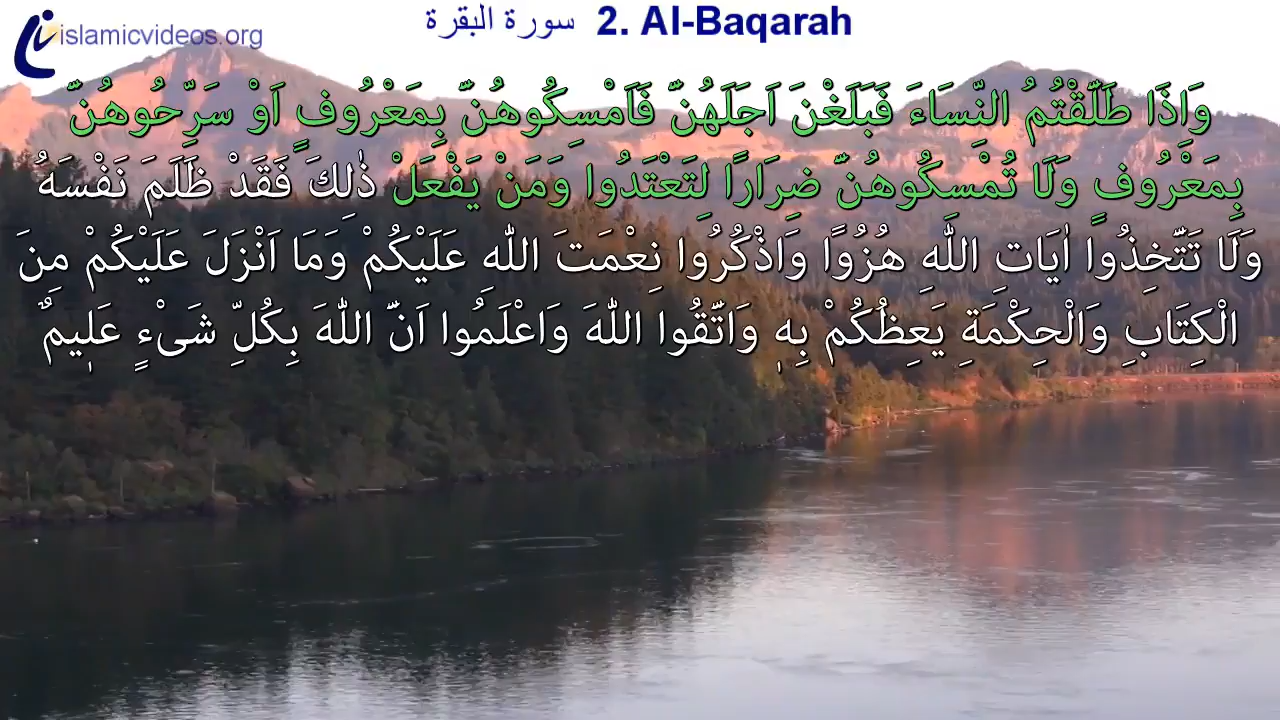 islamicvideos.org
سورة البقرة 2. Al-Baqarah
وَاِذَا طَلَّقْتُمُ النِّسَاءَ فَبَلَغْنَ اَجَلَهُنَّ فَاَمْسِكُوهُنَّ بِمَعْرُوفٍ اَوْ سَرِّحُوهُنَّ
بِمَعْرُوفٍ وَلَا تُمْسِكُوهُنَّ ضِرَارًا لِتَعْتَدُوا وَمَنْ يَفْعَلْ ذٰلِكَ فَقَدْ ظَلَمَ نَفْسَهُ
وَلَا تَتَّخِذُوا اٰيَاتِ اللّٰهِ هُزُوًا وَاذْكُرُوا نِعْمَتَ اللّٰهِ عَلَيْكُمْ وَمَا اَنْزَلَ عَلَيْكُمْ مِنَ
الْكِتَابِ وَالْحِكْمَةِ يَعِظُكُمْ بِهٖ وَاتَّقُوا اللّٰهَ وَاعْلَمُوا اَنَّ اللّٰهَ بِكُلِّ شَىْءٍ عَلٖيمٌ